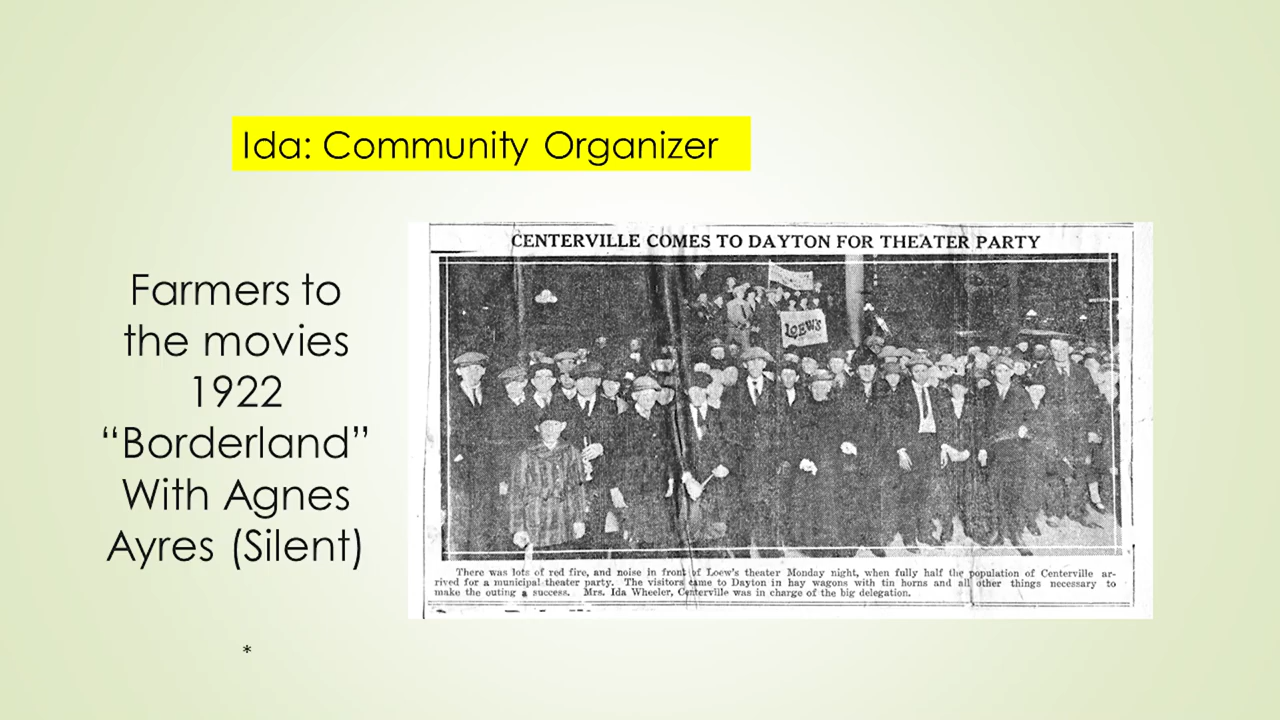 Ida: Community Organizer
Farmers to
the movies
1922
“Borderland”
With Agnes
Ayres (Silent)
*
CENTERVILLE COMES TO DAYTON FOR THEATER PARTY
LOEW'S
There was lots of red fire, and noise in front of Loew's theater Monday night, when fully half the population of Centerville ar-
rived for a municipal theater party. The visitors came to Dayton in hay wagons with tin horns and all other things necessary to
make the outing a success. Mrs. Ida Wheeler, Centerville was in charge of the big delegation.